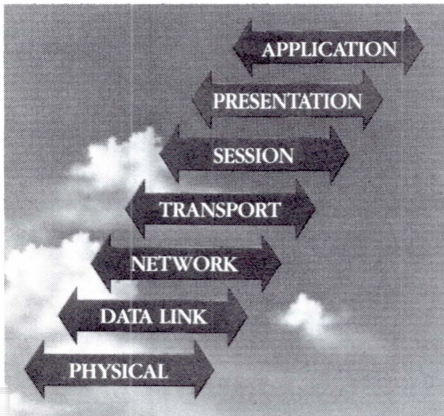 APPLICATION
PRESENTATION
SESSION
TRANSPORT
NETWORK
DATA LINK
PHYSICAL